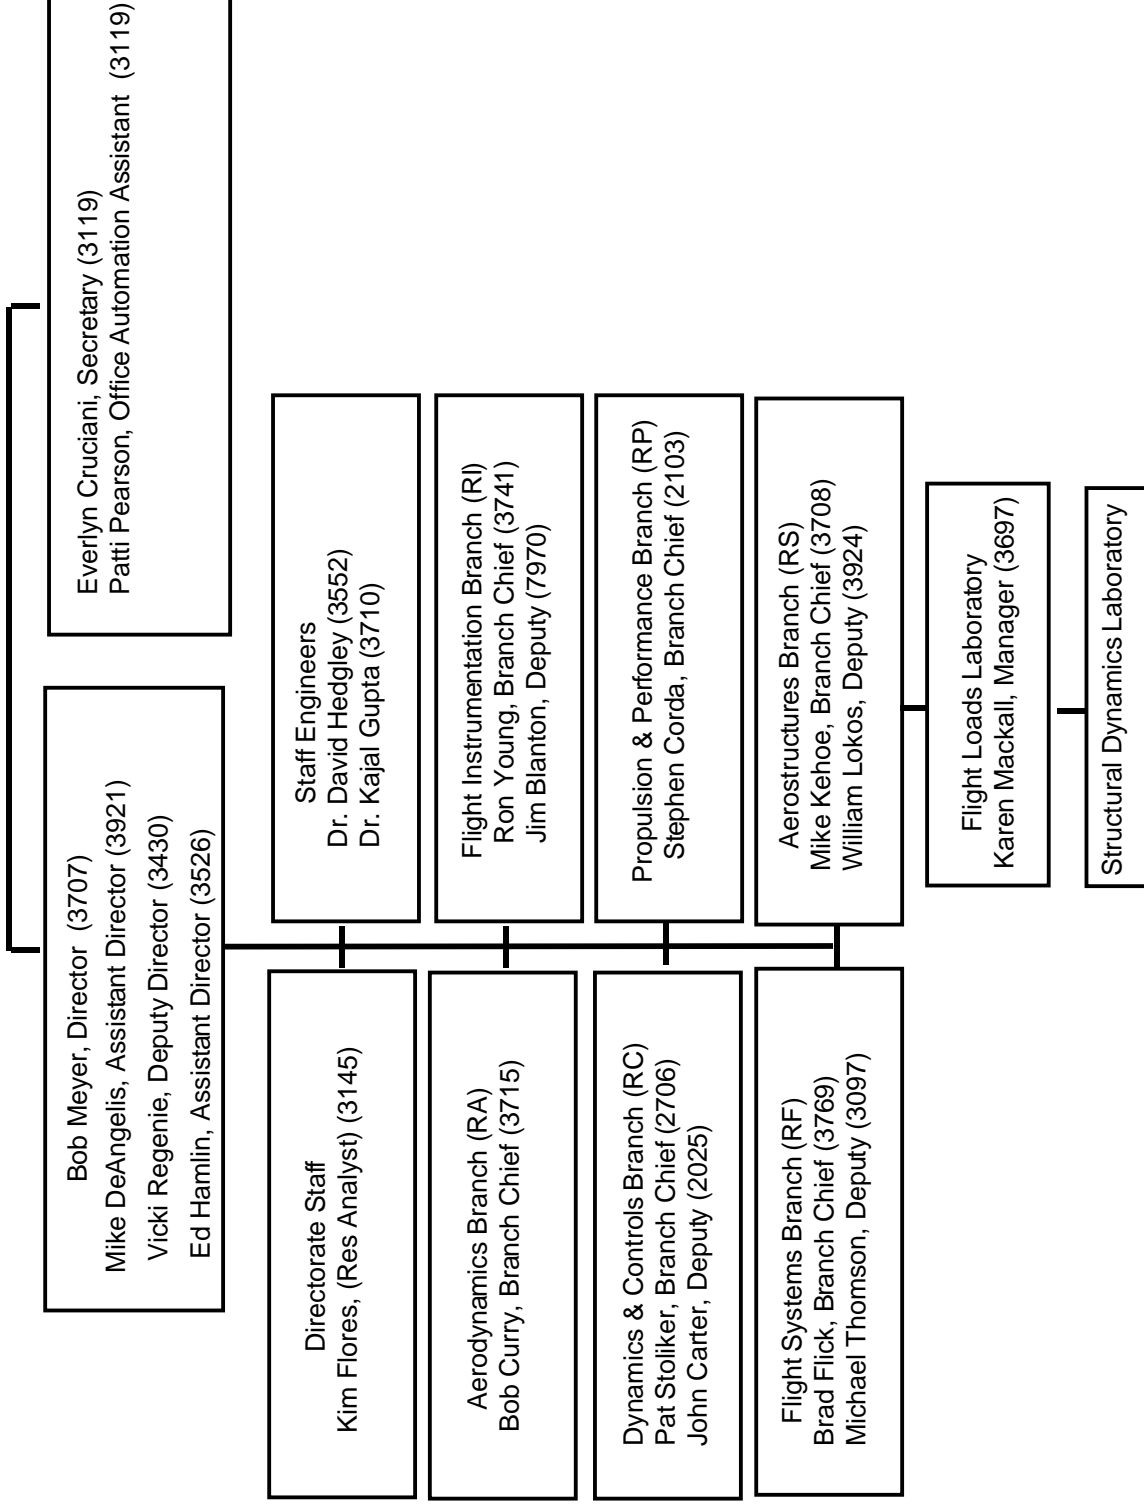 Bob Meyer, Director (3707)
Mike DeAngelis, Assistant Director (3921)
Vicki Regenie, Deputy Director (3430)
Ed Hamlin, Assistant Director (3526)
Everlyn Cruciani, Secretary (3119)
Patti Pearson, Office Automation Assistant (3119)
Directorate Staff
Kim Flores, (Res Analyst) (3145)
Staff Engineers
Dr. David Hedgley (3552)
Dr. Kajal Gupta (3710)
Aerodynamics Branch (RA)
Bob Curry, Branch Chief (3715)
Flight Instrumentation Branch (RI)
Ron Young, Branch Chief (3741)
Jim Blanton, Deputy (7970)
Dynamics & Controls Branch (RC)
Pat Stoliker, Branch Chief (2706)
John Carter, Deputy (2025)
Propulsion & Performance Branch (RP)
Stephen Corda, Branch Chief (2103)
Flight Systems Branch (RF)
Brad Flick, Branch Chief (3769)
Michael Thomson, Deputy (3097)
Aerostructures Branch (RS)
Mike Kehoe, Branch Chief (3708)
William Lokos, Deputy (3924)
Flight Loads Laboratory
Karen Mackall, Manager (3697)
Structural Dynamics Laboratory